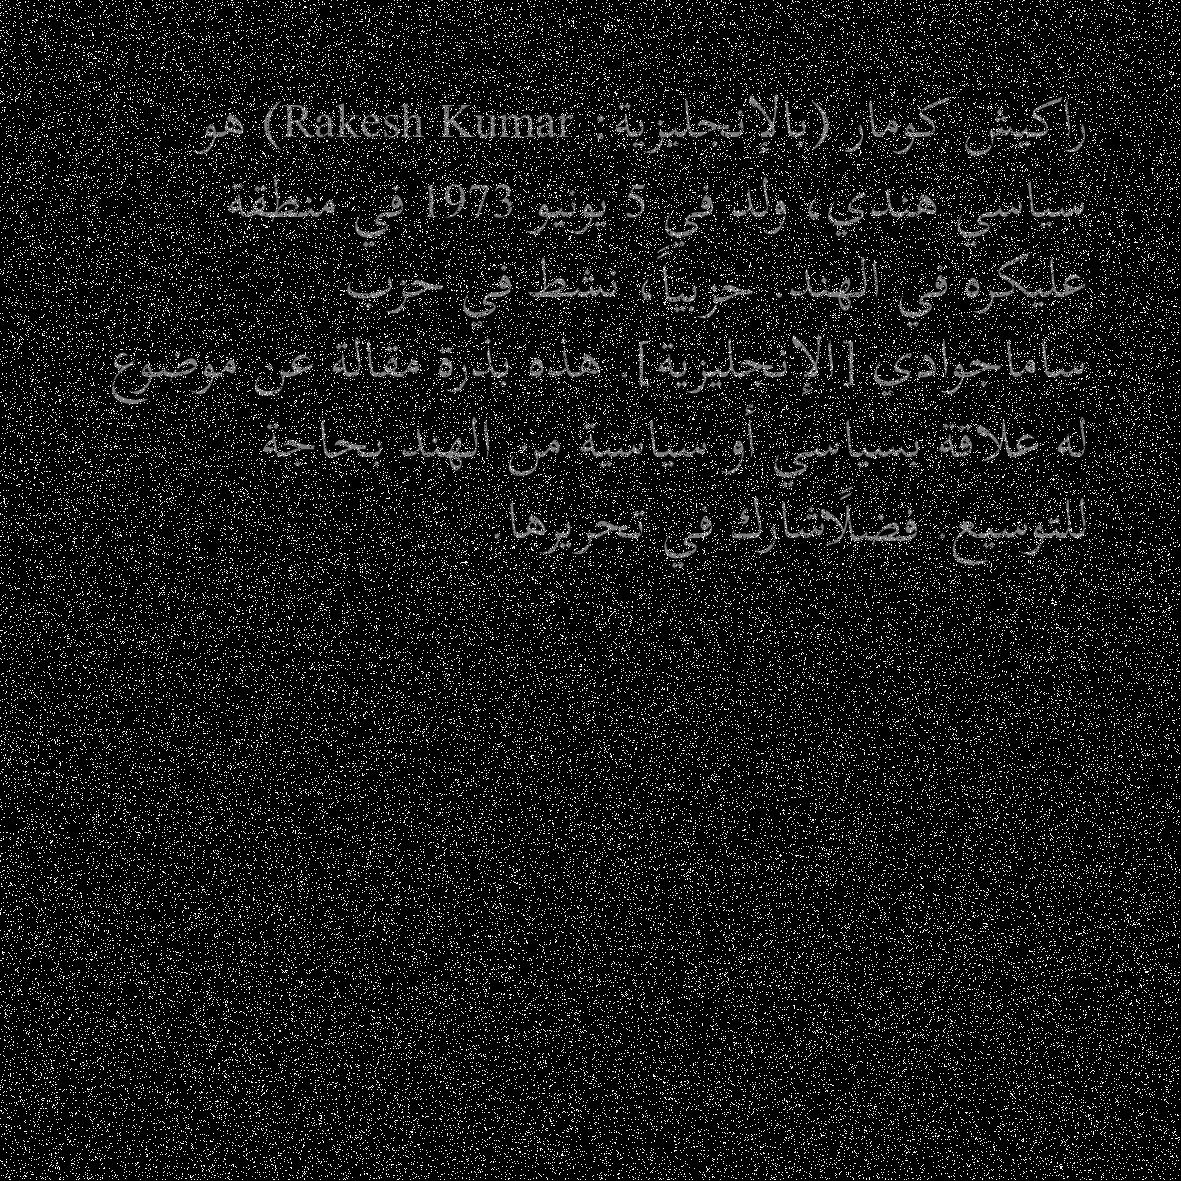 راكيش كومار (بالإنجليزية: Rakesh Kumar) هو
سياسي هندي، ولد في 5 يونيو 1973 في منطقة
عليكره في الهند. حزبياً، نشط في حزب
ساماجوادي [الإنجليزية]. هذه بذرة مقالة عن موضوع
له علاقة بسياسي أو سياسية من الهند بحاجة
للتوسيع. فضلًاشارك في تحريرها.